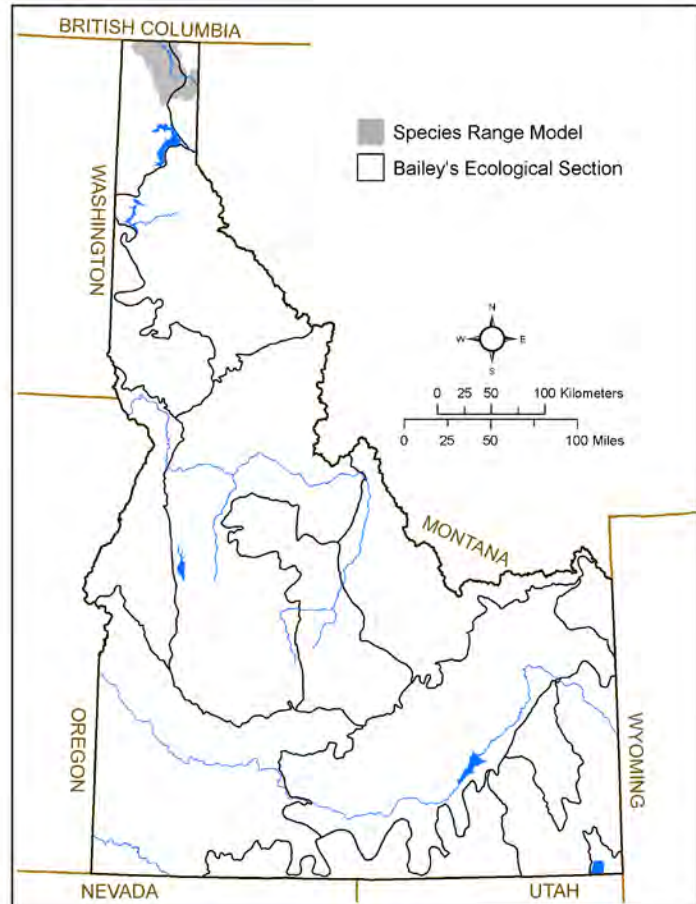 BRITISH COLUMBIA
Species Range Model
Bailey's Ecological Section
WASHINGTON
N
W E
S
0 25 50 100 Kilometers
0 25 50 100 Miles
MONTANA
OREGON
WYOMING
NEVADA
UTAH